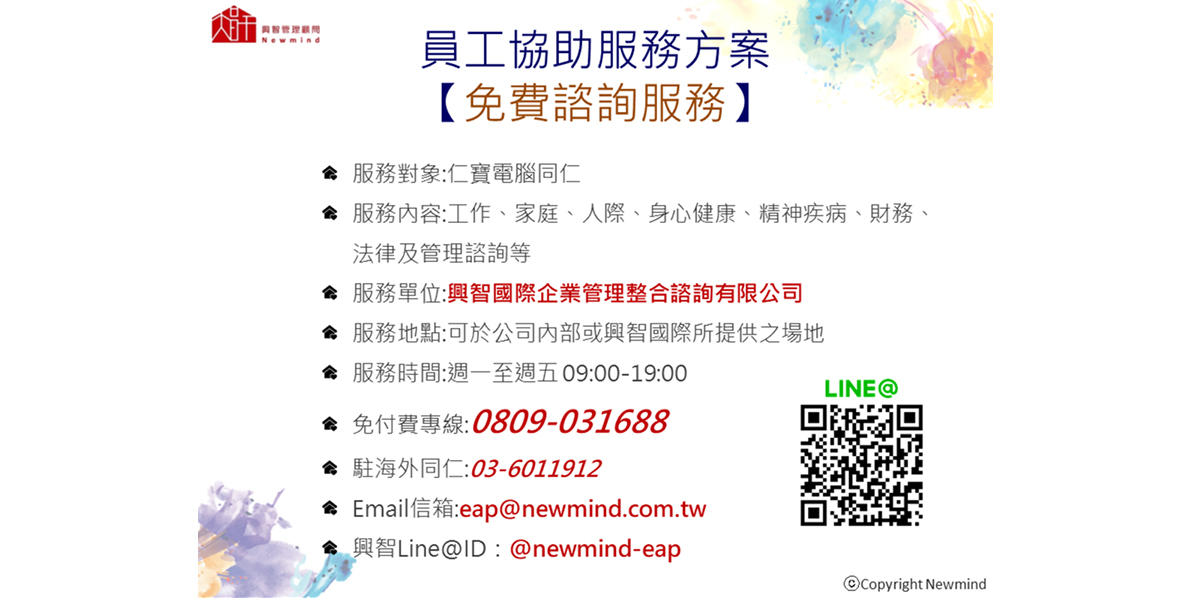 興智管理顧問
Newmind
員工協助服務方案
【免費諮詢服務】
服務對象:仁寶電腦同仁
服務內容:工作、家庭、人際、身心健康、精神疾病、財務、
法律及管理諮詢等
服務單位:興智國際企業管理整合諮詢有限公司
服務地點:可於公司內部或興智國際所提供之場地
服務時間:週一至週五 09:00-19:00
免付費專線:0809-031688
駐海外同仁:03-6011912
Email信箱:eap@newmind.com.tw
興智Line@ID：@newmind-eap
LINE@
ⓒCopyright Newmind